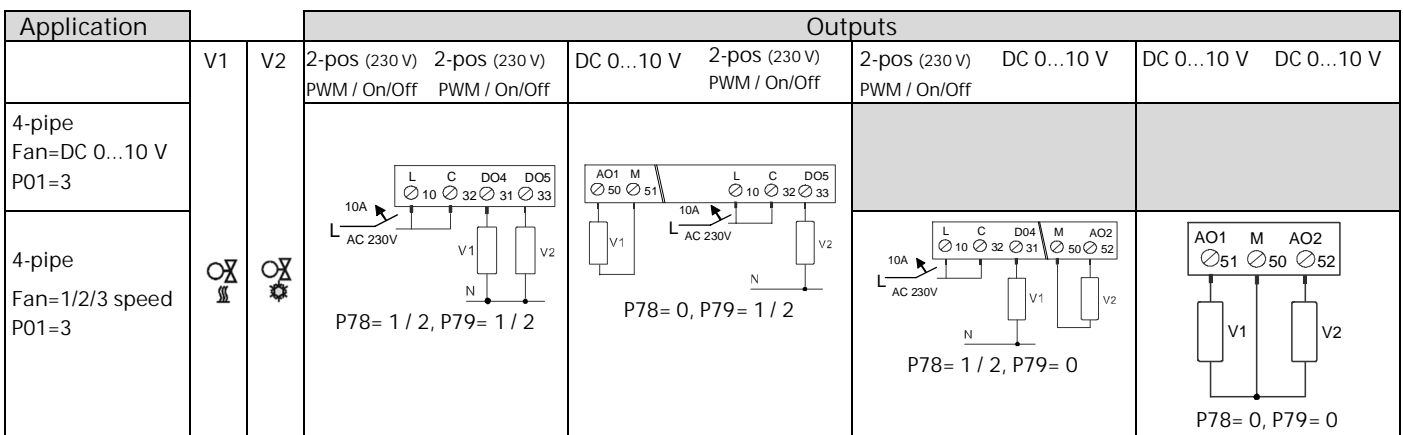 Application Outputs
V1 V2 2-pos (230 V) 2-pos (230 V) DC 0...10 V 2-pos (230 V) 2-pos (230 V) DC 0...10 V DC 0...10 V DC 0...10 V
PWM / On/Off PWM / On/Off PWM / On/Off PWM / On/Off
4-pipe
Fan=DC 0...10 V
P01=3
4-pipe
Fan=1/2/3 speed
P01=3
L C DO4 DO5
10 32 31 33
10A
L AC 230V
V1 V2
N
P78= 1 / 2, P79= 1 / 2
AO1 M L C DO5
50 51 10 32 33
10A
L AC 230V
V1 V2
N
P78= 0, P79= 1 / 2
L C D04 M AO2
10 32 31 50 52
10A
L AC 230V
V1 V2
N
P78= 1 / 2, P79= 0
AO1 M AO2
51 50 52
V1 V2
P78= 0, P79= 0